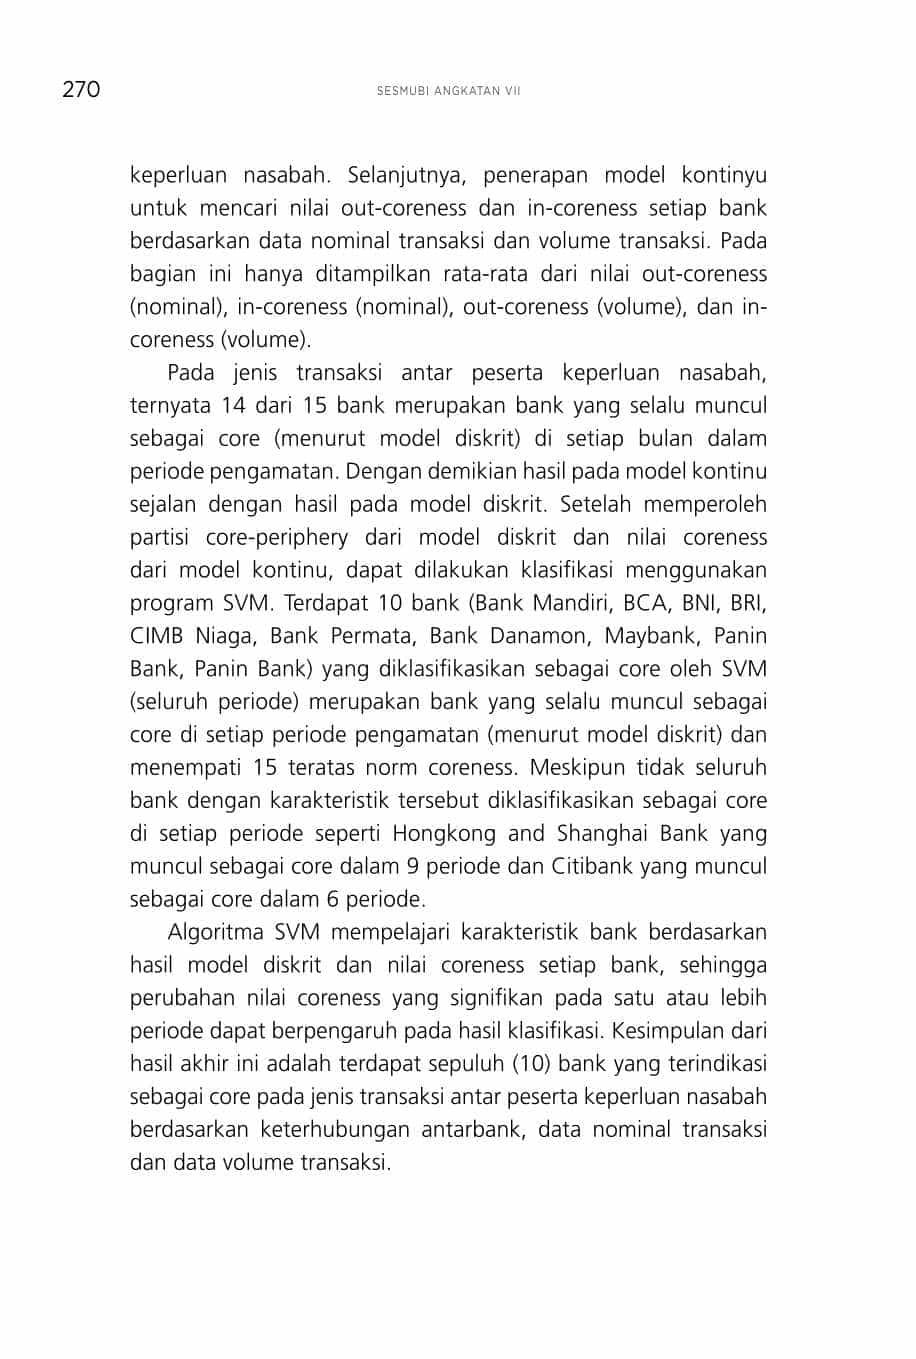 270
SESMUBI ANGKATAN VII
keperluan nasabah. Selanjutnya, penerapan model kontinyu
untuk mencari nilai out-coreness dan in-coreness setiap bank
berdasarkan data nominal transaksi dan volume transaksi. Pada
bagian ini hanya ditampilkan rata-rata dari nilai out-coreness
(nominal), in-coreness (nominal), out-coreness (volume), dan in-
coreness (volume).
Pada jenis transaksi antar peserta keperluan nasabah,
ternyata 14 dari 15 bank merupakan bank yang selalu muncul
sebagai core (menurut model diskrit) di setiap bulan dalam
periode pengamatan. Dengan demikian hasil pada model kontinu
sejalan dengan hasil pada model diskrit. Setelah memperoleh
partisi core-periphery dari model diskrit dan nilai coreness
dari model kontinu, dapat dilakukan klasifikasi menggunakan
program SVM. Terdapat 10 bank (Bank Mandiri, BCA, BNI, BRI,
CIMB Niaga, Bank Permata, Bank Danamon, Maybank, Panin
Bank, Panin Bank) yang diklasifikasikan sebagai core oleh SVM
(seluruh periode) merupakan bank yang selalu muncul sebagai
core di setiap periode pengamatan (menurut model diskrit) dan
menempati 15 teratas norm coreness. Meskipun tidak seluruh
bank dengan karakteristik tersebut diklasifikasikan sebagai core
di setiap periode seperti Hongkong and Shanghai Bank yang
muncul sebagai core dalam 9 periode dan Citibank yang muncul
sebagai core dalam 6 periode.
Algoritma SVM mempelajari karakteristik bank berdasarkan
hasil model diskrit dan nilai coreness setiap bank, sehingga
perubahan nilai coreness yang signifikan pada satu atau lebih
periode dapat berpengaruh pada hasil klasifikasi. Kesimpulan dari
hasil akhir ini adalah terdapat sepuluh (10) bank yang terindikasi
sebagai core pada jenis transaksi antar peserta keperluan nasabah
berdasarkan keterhubungan antarbank, data nominal transaksi
dan data volume transaksi.